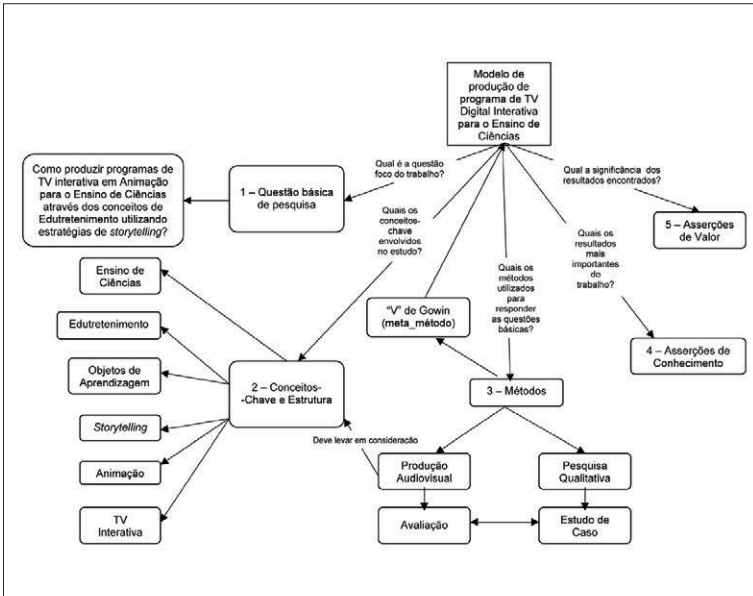 Modelo de
produção de
programa de TV
Digital Interativa
para o Ensino de
Ciências
Qual é a questão
foco do trabalho?
Qual a significância dos
resultados encontrados?
Como produzir programas de
TV interativa em Animação
para o Ensino de Ciências
através dos conceitos de
Edutretenimento utilizando
estratégias de storytelling?
1 – Questão básica
de pesquisa
Quais os
conceitos-
chave
envolvidos
no estudo?
Quais os
resultados
mais
importantes
do
trabalho?
5 – Asserções
de Valor
Quais os
métodos
utilizados
para
responder
as questões
básicas?
Ensino de
Ciências
"V" de Gowin
(meta_método)
Edutretenimento
4 – Asserções de
Conhecimento
Objetos de
Aprendizagem
2 – Conceitos-
-Chave e Estrutura
3 – Métodos
Storytelling
Deve levar em consideração
Animação
Produção
Audiovisual
Pesquisa
Qualitativa
TV
Interativa
Avaliação
Estudo de
Caso